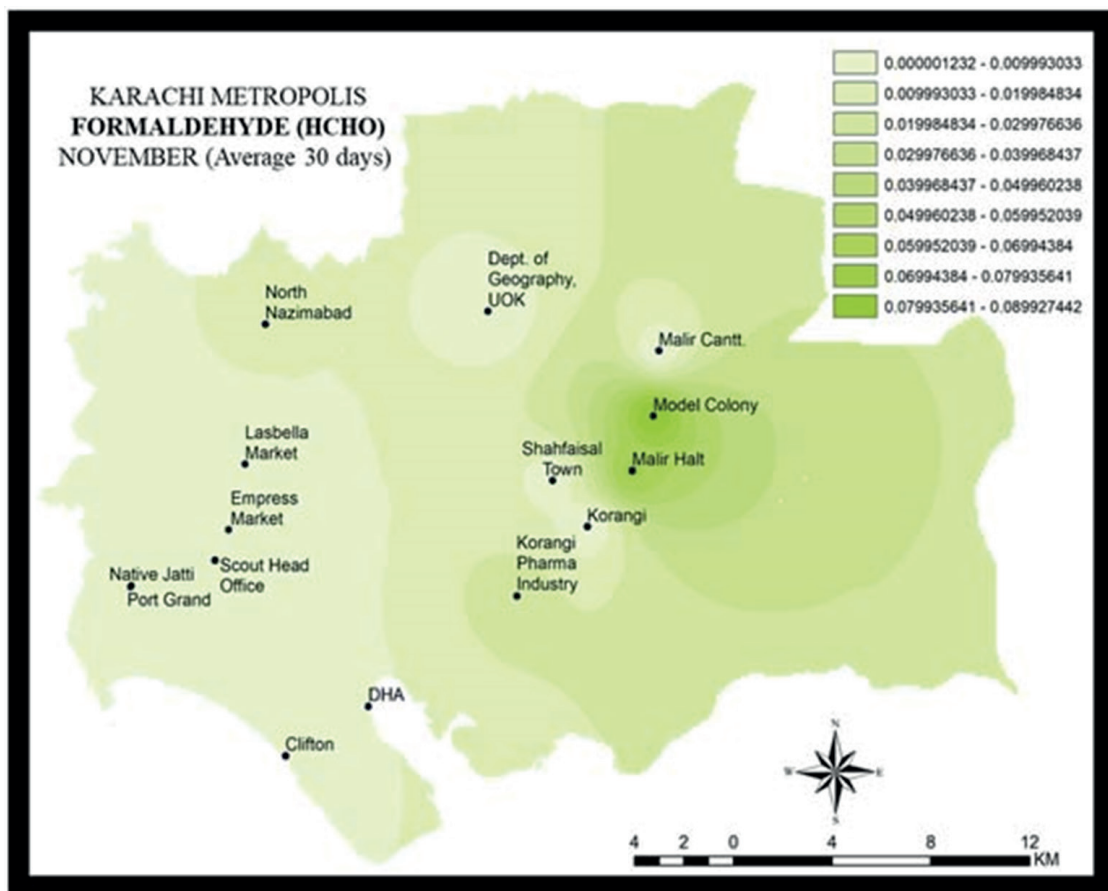 KARACHI METROPOLIS
FORMALDEHYDE (HCHO)
NOVEMBER (Average 30 days)
0.000001232 - 0.009993033
0.009993033 - 0.019984834
0.019984834 - 0.029976636
0.029976636 - 0.039968437
0.039968437 - 0.049960238
0.049960238 - 0.059952039
0.059952039 - 0.06994384
0.06994384 - 0.079935641
0.079935641 - 0.089927442
Dept. of
Geography,
UOK
North
Nazimabad
Malir Cantt.
Model Colony
Lasbella
Market
Shahfaisal
Town
Malir Halt
Empress
Market
Korangi
Korangi
Pharma
Industry
Scout Head
Office
Native Jatti
Port Grand
DHA
Clifton
N
W
E
S
4 2 0 4 8 12
KM